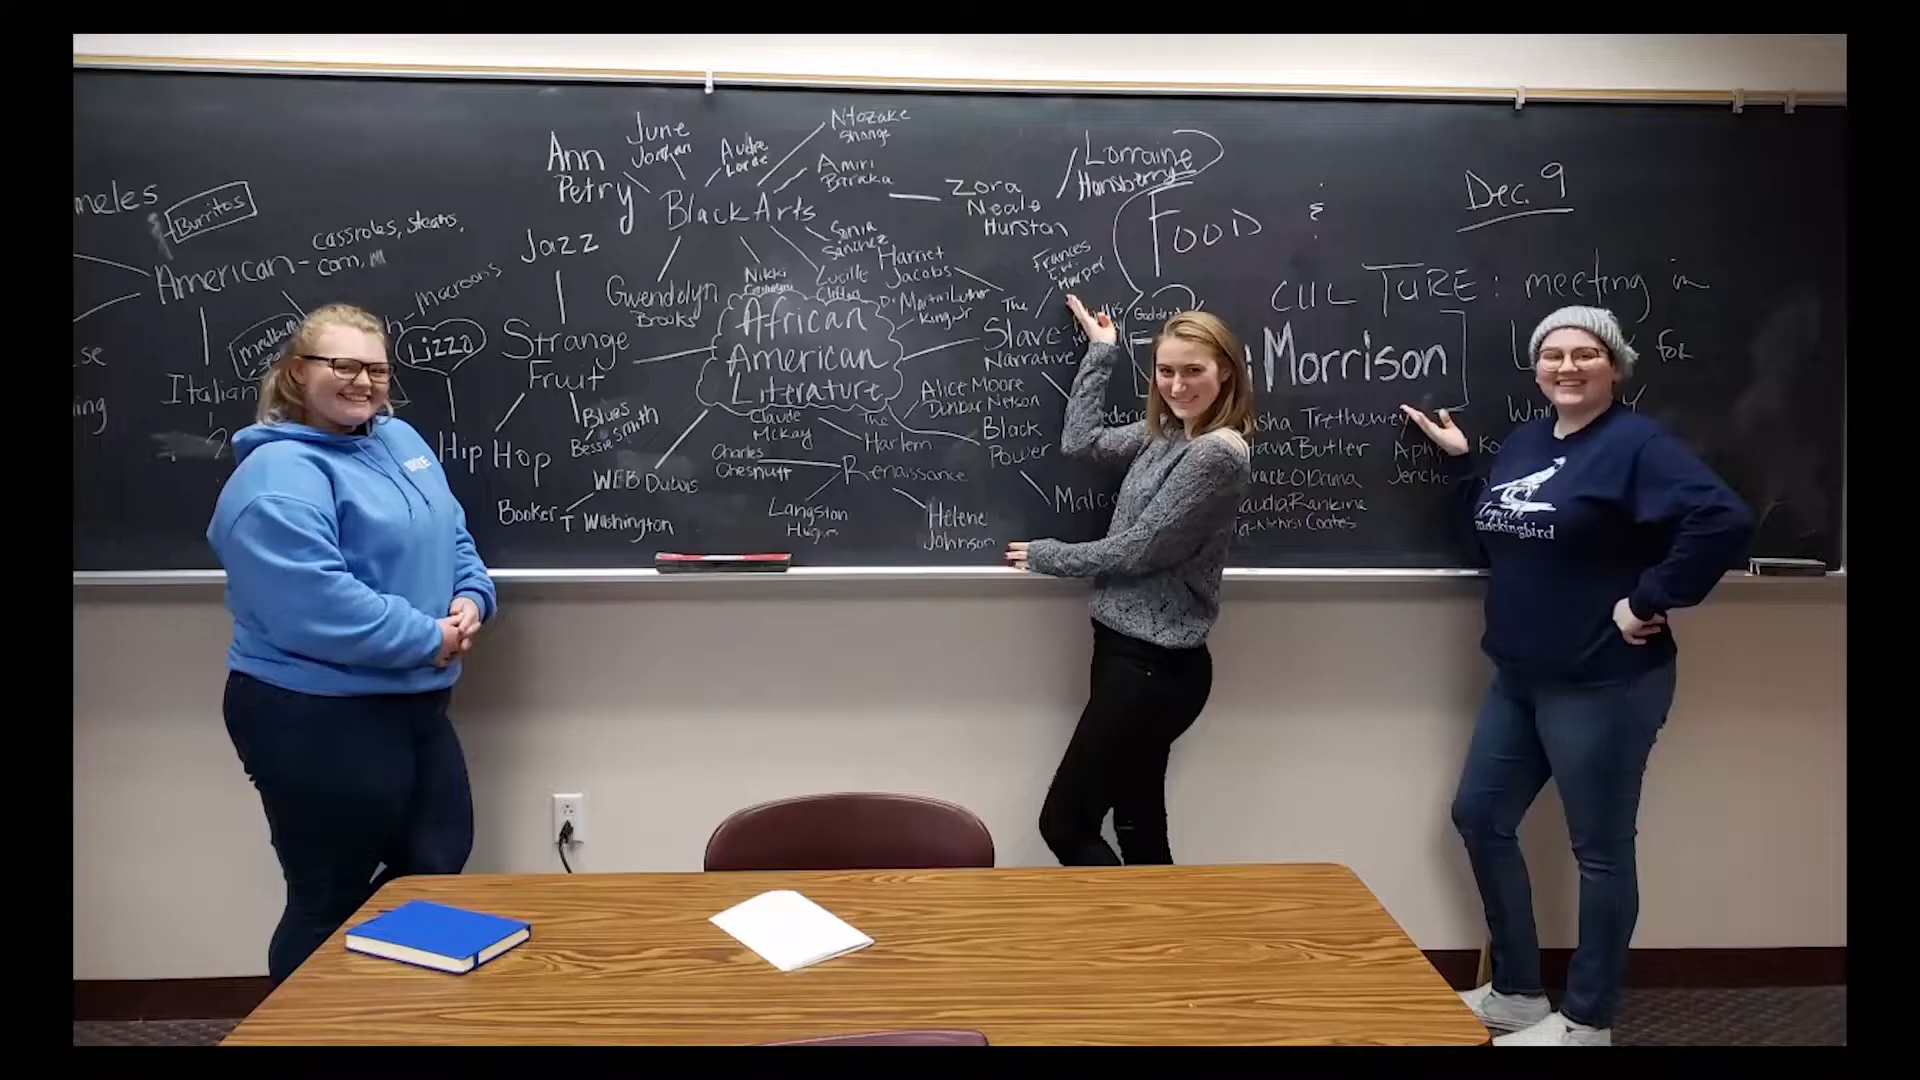 Burritos
American - cassroles, steaks,
corn,
macaroons
Italian
Lizzo
Hip Hop
Jazz
Strange
Fruit
Blues
Bessie Smith
Ann
Petry
June
Jordan
Audre
Lorde
Ntozake
Shange
Amiri
Baraka
Black Arts
Sonia
Sanchez
Gwendolyn
Brooks
Nikki
Lucille
Clifton
Zora
Neale
Hurston
Lorraine
Hansberry
African
American
Literature
Harriet
Jacobs
Dr Martin Luther
King Jr
The
Slave
Narrative
Frances
E.W.
Harper
Alice Moore
Dunbar Nelson
Black
Power
Claude
McKay
The
Harlem
Renaissance
Charles
Chesnutt
WEB Dubois
Booker T Washington
Langston
Hughes
Helene
Johnson
Goddess
Morrison
Trethewey
Butler
Obama
Rankine
Coates
Food &
CULTURE: meeting in
for
Dec. 9
mockingbird